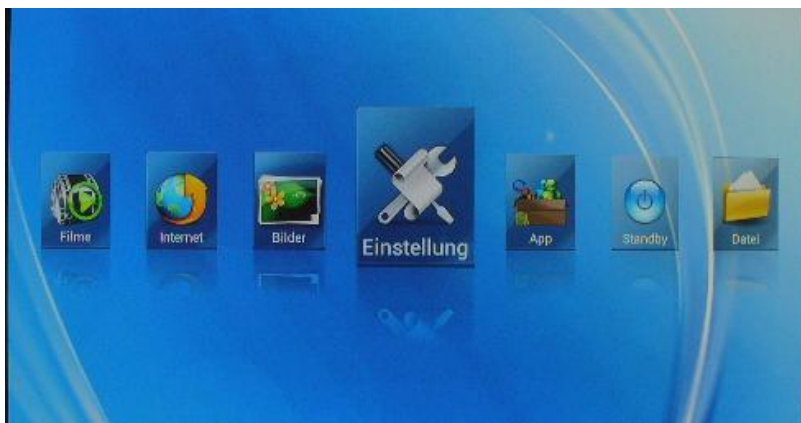 Filme
Internet
Bilder
Einstellung
App
Standby
Datei